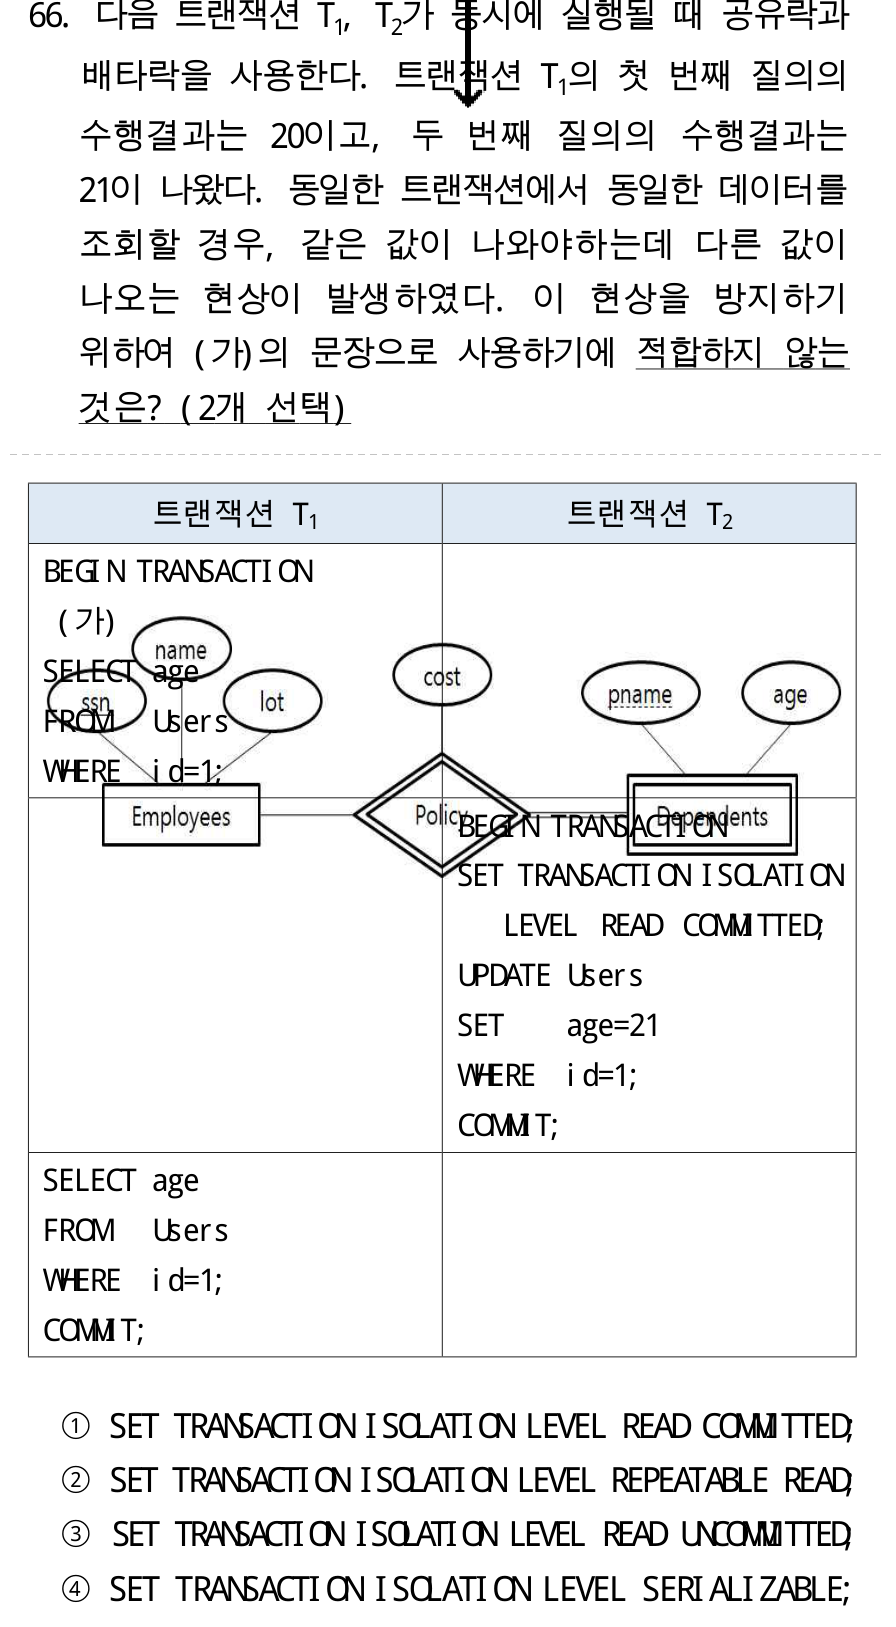 66. 다음 트랜잭션 T1, T2가 동시에 실행될 때 공유락과
배타락을 사용한다. 트랜잭션 T1의 첫 번째 질의의
수행결과는 20이고, 두 번째 질의의 수행결과는
21이 나왔다. 동일한 트랜잭션에서 동일한 데이터를
조회할 경우, 같은 값이 나와야하는데 다른 값이
나오는 현상이 발생하였다. 이 현상을 방지하기
위하여 (가)의 문장으로 사용하기에 적합하지 않는
것은? (2개 선택)
트랜잭션 T1 트랜잭션 T2
BEGIN TRANSACTION
(가)
SELECT age
FROM Users
WHERE id=1;
name
ssn
lot
cost
pname
age
Employees
Policy
Dependents
BEGIN TRANSACTION
SET TRANSACTION ISOLATION
LEVEL READ COMMITTED;
UPDATE Users
SET age=21
WHERE id=1;
COMMIT;
SELECT age
FROM Users
WHERE id=1;
COMMIT;
① SET TRANSACTION ISOLATION LEVEL READ COMMITTED;
② SET TRANSACTION ISOLATION LEVEL REPEATABLE READ;
③ SET TRANSACTION ISOLATION LEVEL READ UNCOMMITTED;
④ SET TRANSACTION ISOLATION LEVEL SERIALIZABLE;